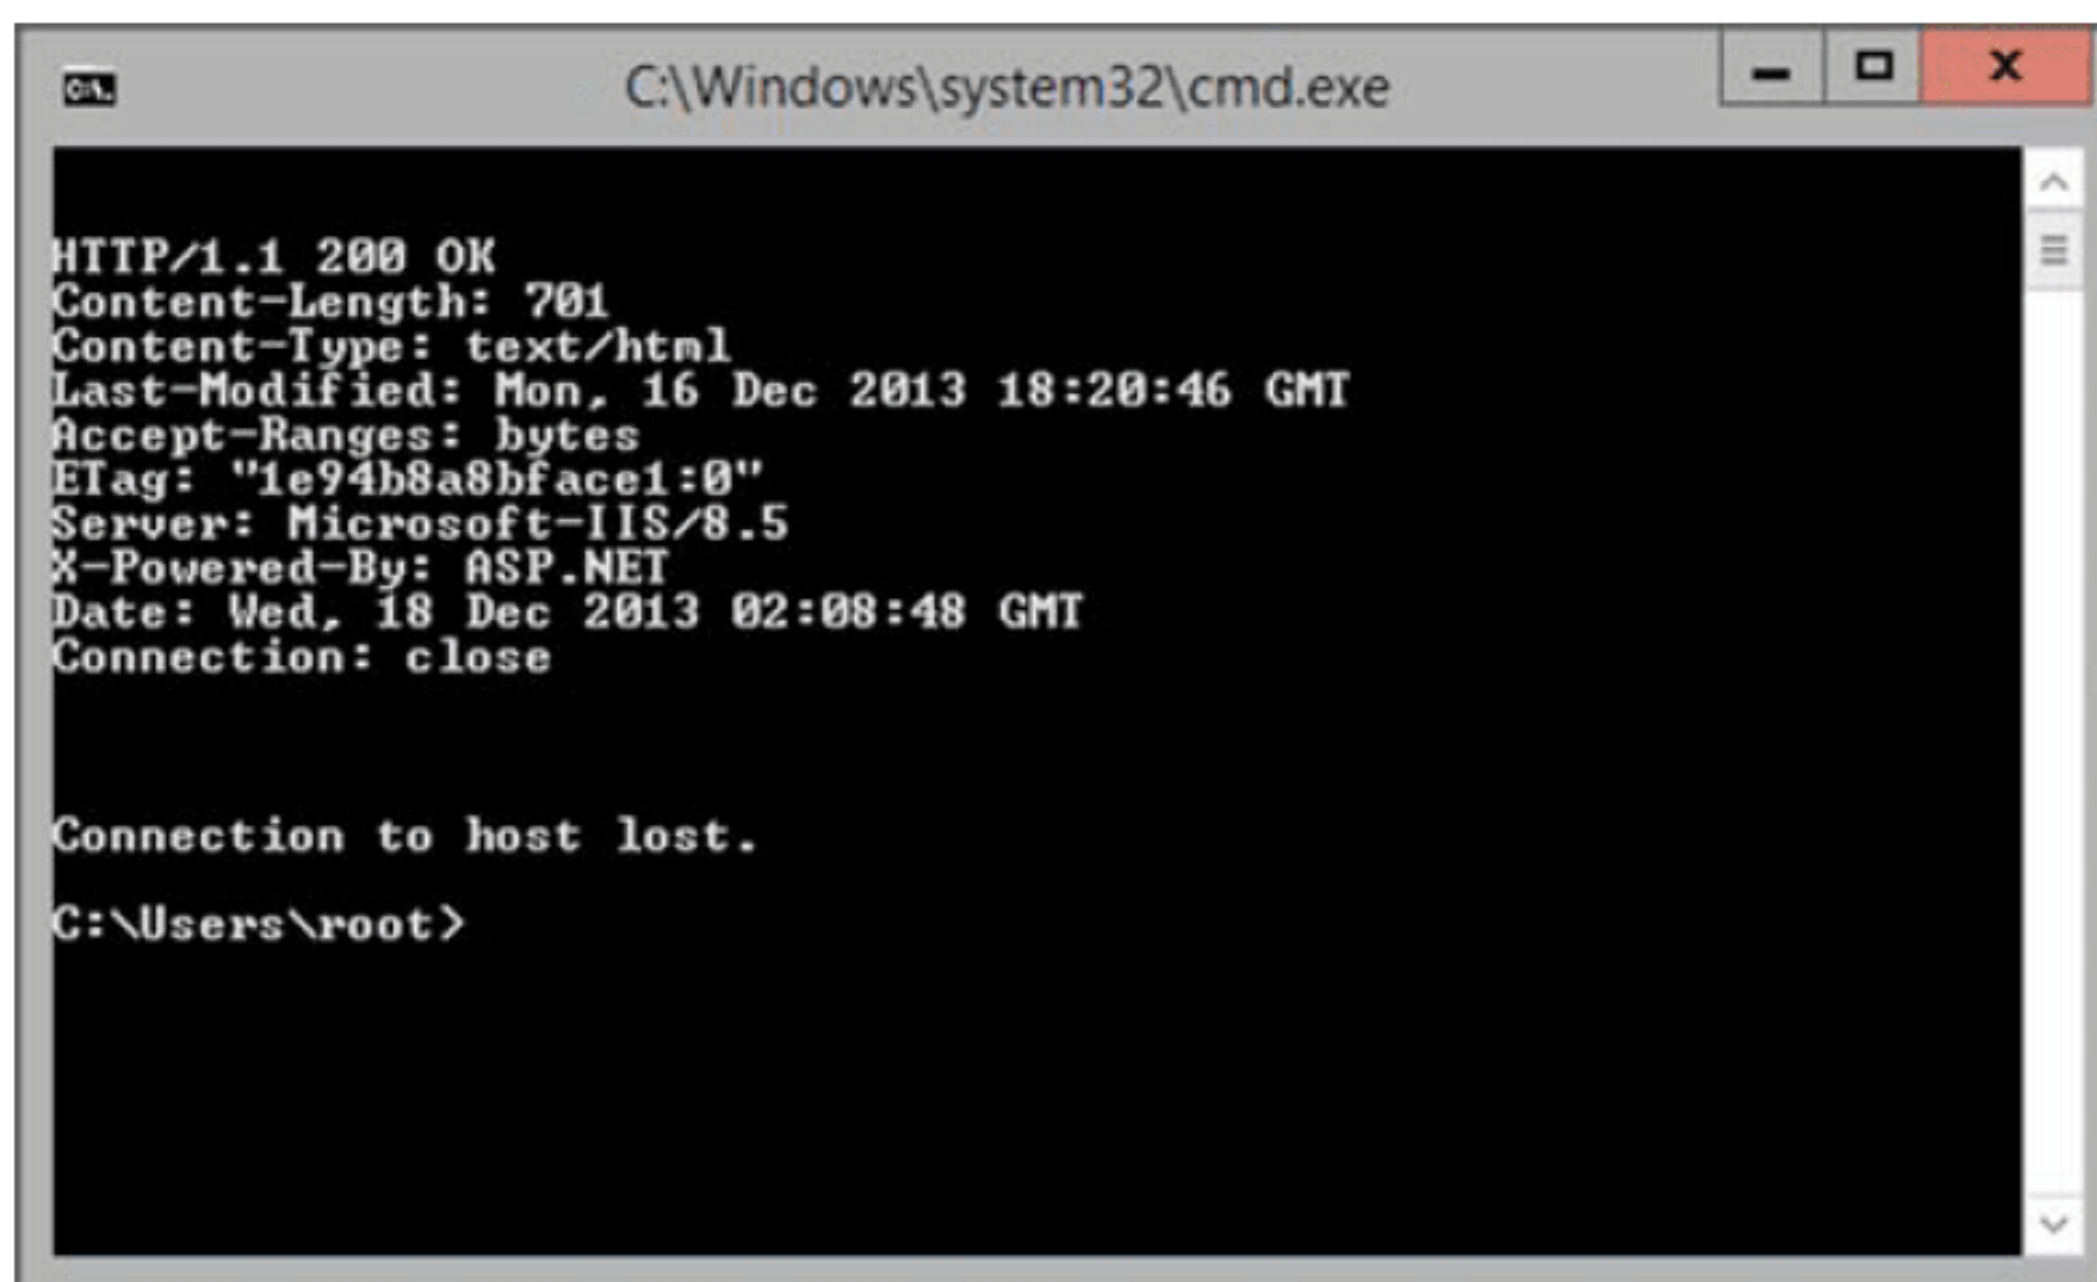 C:\Windows\system32\cmd.exe
HTTP/1.1 200 OK
Content-Length: 701
Content-Type: text/html
Last-Modified: Mon, 16 Dec 2013 18:20:46 GMT
Accept-Ranges: bytes
ETag: "1e94b8a8bface1:0"
Server: Microsoft-IIS/8.5
X-Powered-By: ASP.NET
Date: Wed, 18 Dec 2013 02:08:48 GMT
Connection: close
Connection to host lost.
C:\Users\root>